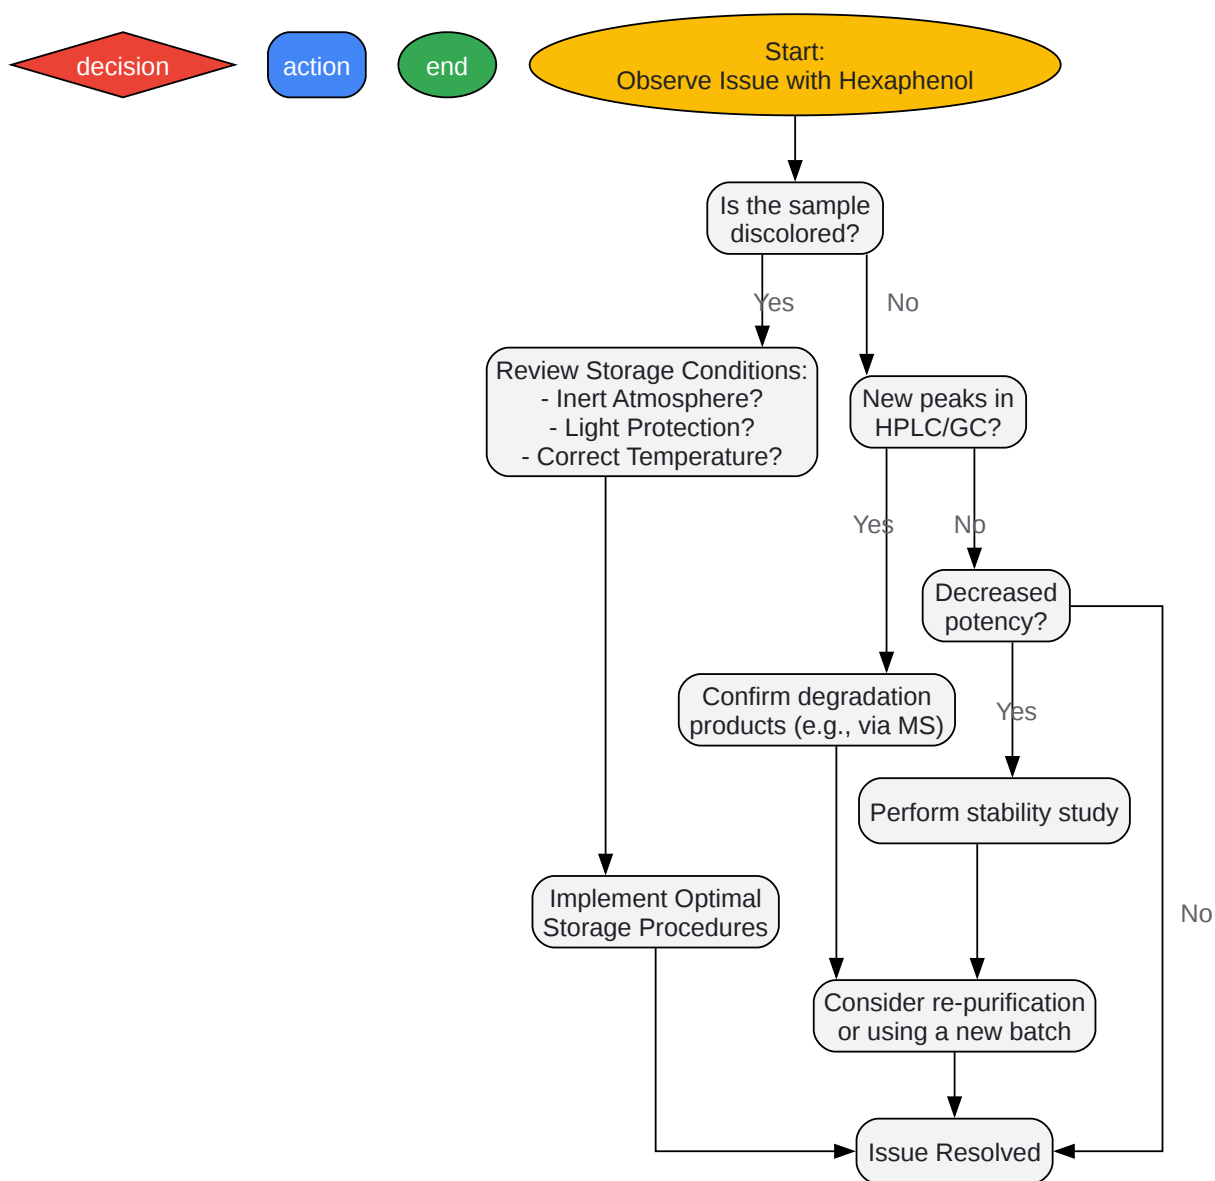 decision
action
end
Start:
Observe Issue with Hexaphenol
Is the sample
discolored?
Yes
No
Review Storage Conditions:
- Inert Atmosphere?
- Light Protection?
- Correct Temperature?
New peaks in
HPLC/GC?
Yes
No
Decreased
potency?
Confirm degradation
products (e.g., via MS)
Yes
Perform stability study
Implement Optimal
Storage Procedures
No
Consider re-purification
or using a new batch
Issue Resolved